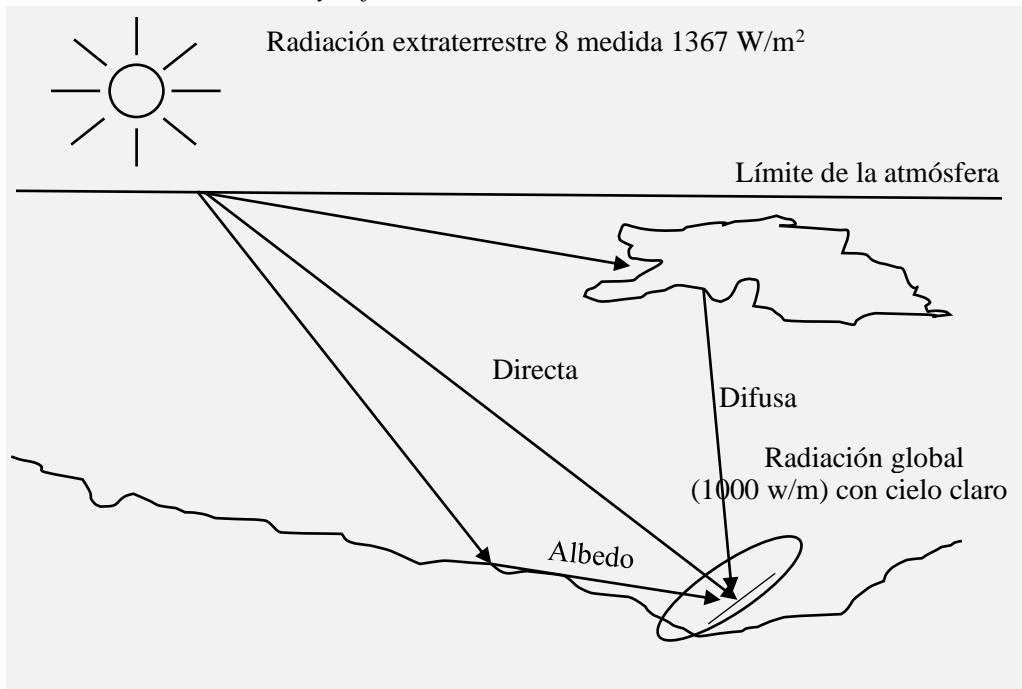 Radiación extraterrestre 8 medida 1367 W/m²
Límite de la atmósfera
Directa
Difusa
Radiación global
(1000 w/m) con cielo claro
Albedo